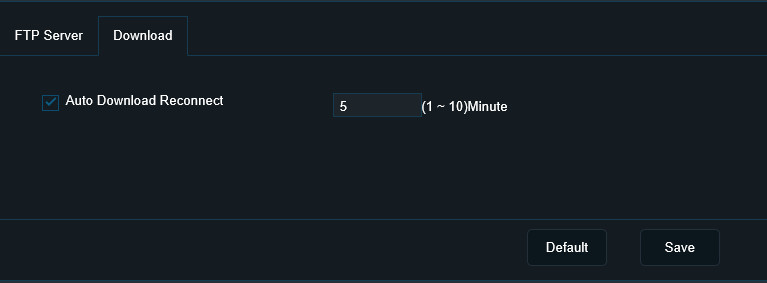 FTP Server Download
Auto Download Reconnect 5 (1 ~ 10)Minute
Default Save